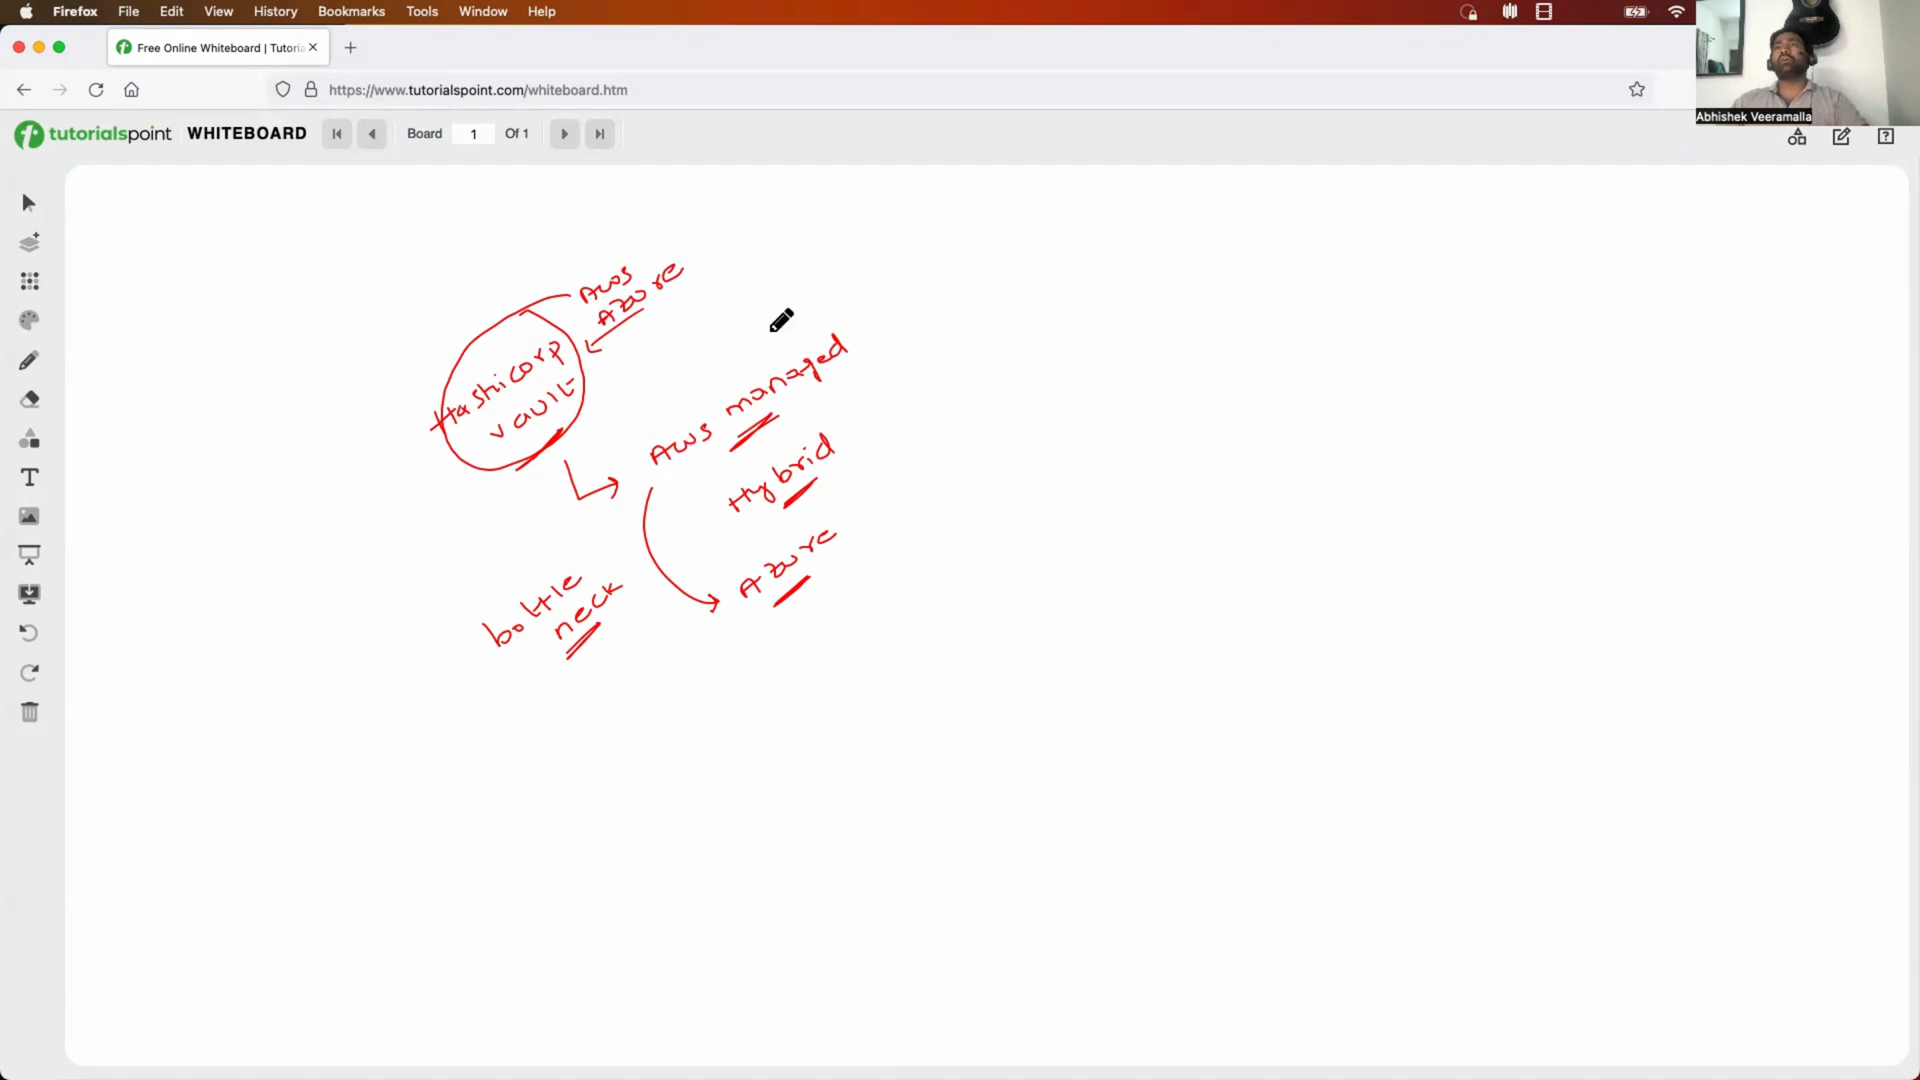 Firefox File Edit View History Bookmarks Tools Window Help
Free Online Whiteboard | Tutoria
https://www.tutorialspoint.com/whiteboard.htm
Abhishek Veeramalla
tutorialspoint WHITEBOARD Board 1 Of 1
Aws
Azure
Hashicorp
vault
Aws managed
Hybrid
Azure
bottle
neck